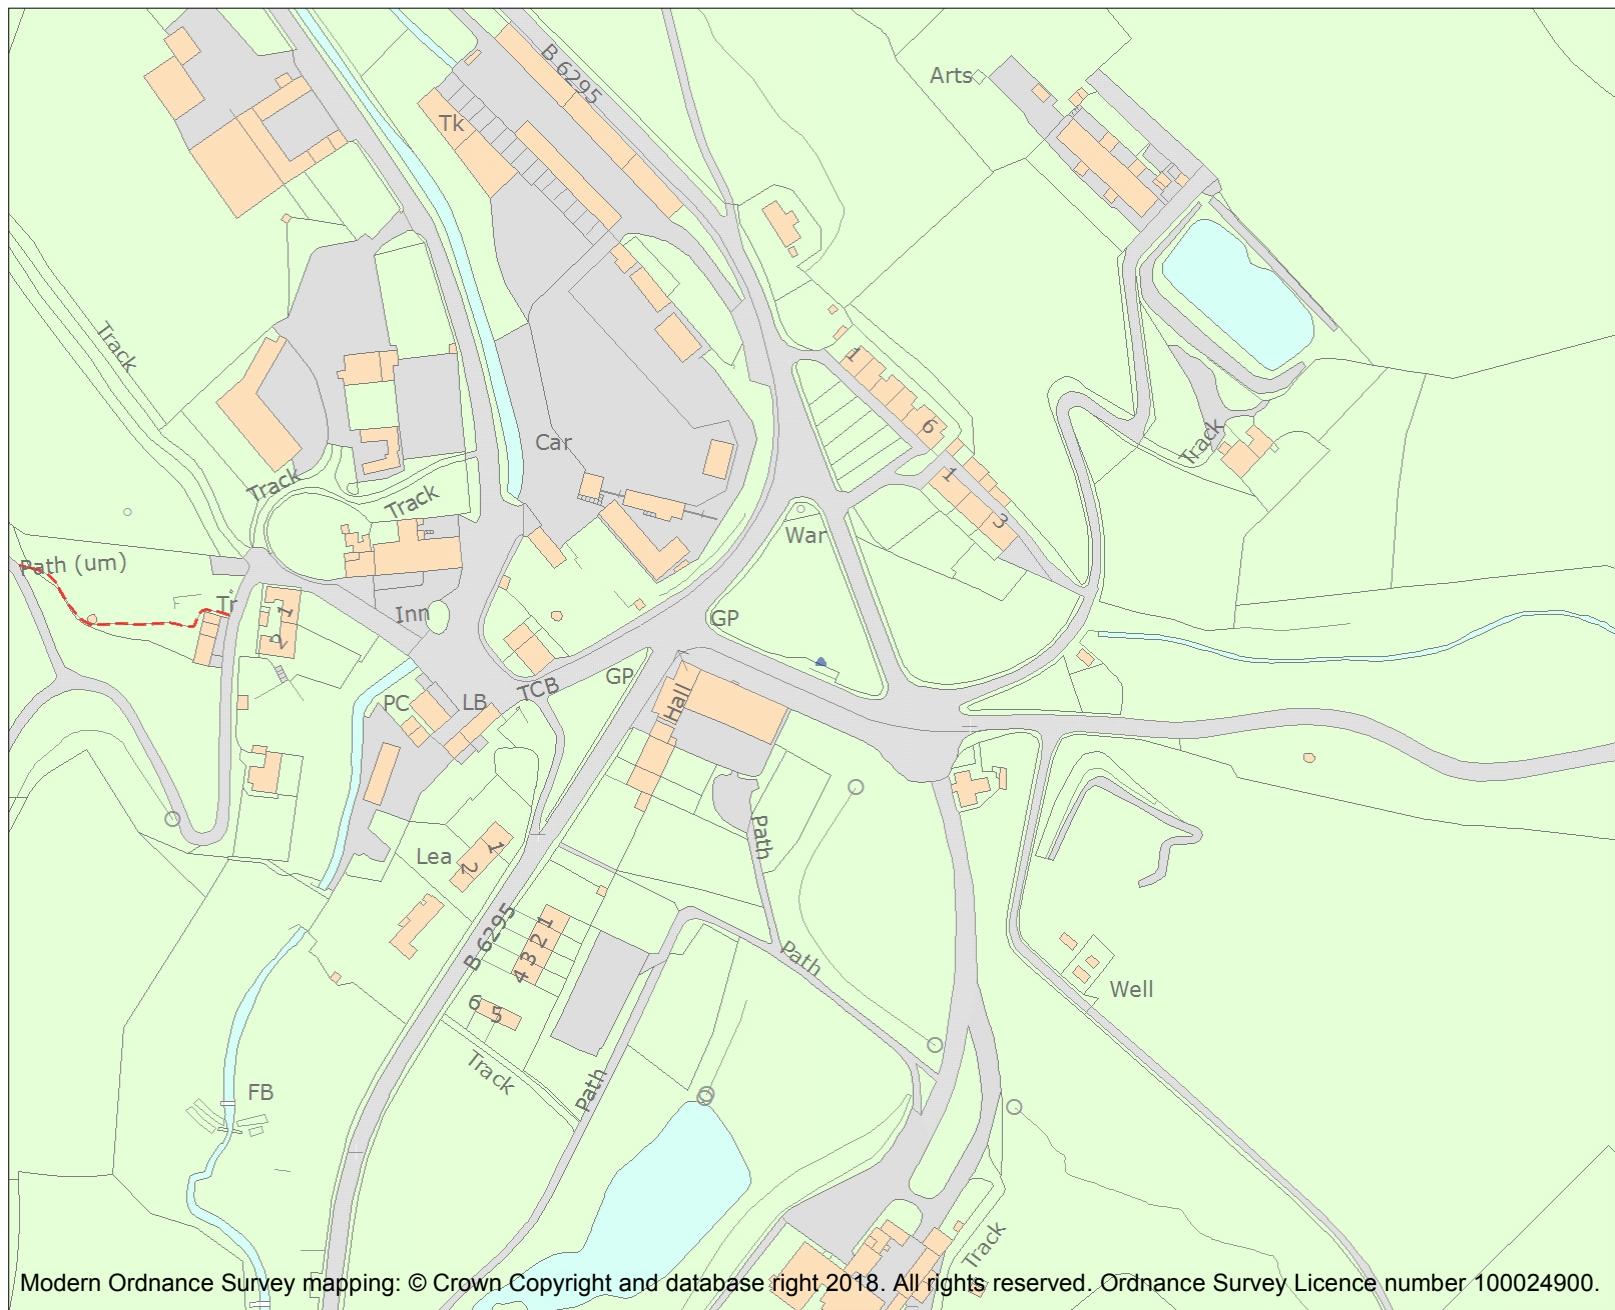 B 6295
Arts
Tk
Track
1
6
Car
Track
Track
Track
1
3
War
Path (um)
Tr
1
2
Inn
GP
GP
TCB
PC
LB
Hall
Path
Lea
1
2
B 6295
1
2
3
4
Path
Well
6
5
Track
Path
FB
Track
Modern Ordnance Survey mapping: © Crown Copyright and database right 2018. All rights reserved. Ordnance Survey Licence number 100024900.